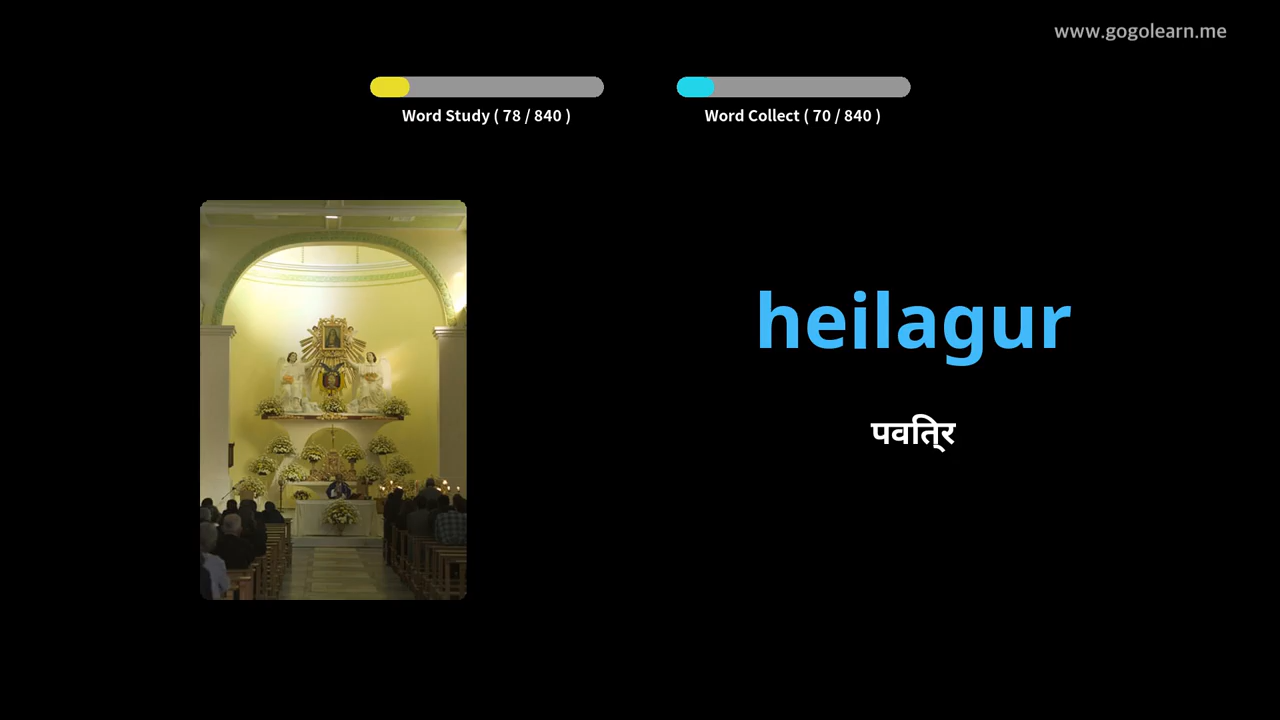 www.gogolearn.me
Word Study ( 78 / 840 )
Word Collect ( 70 / 840 )
heilagur
पवित्र